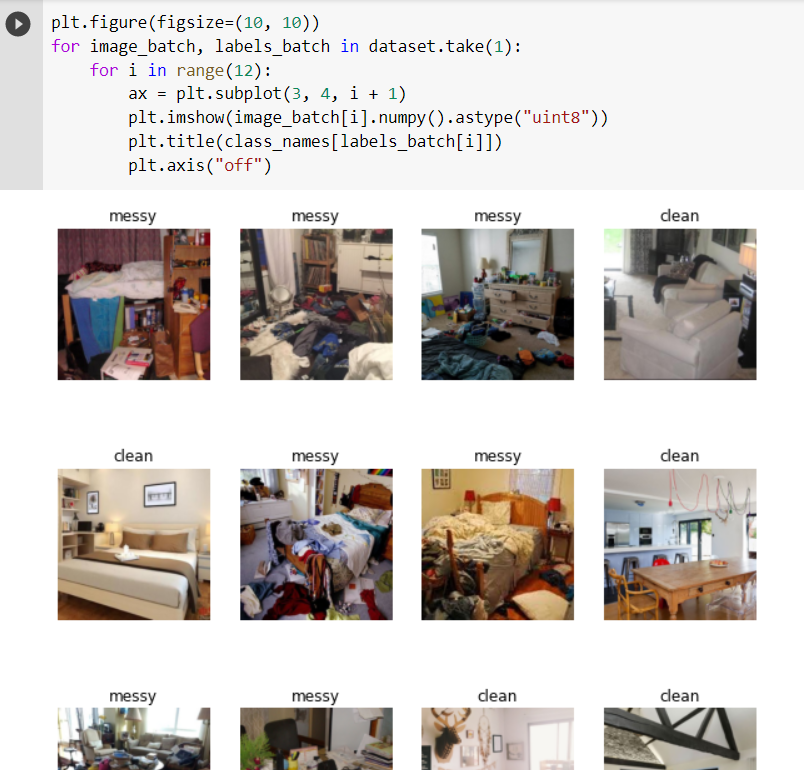 plt.figure(figsize=(10, 10))
for image_batch, labels_batch in dataset.take(1):
    for i in range(12):
        ax = plt.subplot(3, 4, i + 1)
        plt.imshow(image_batch[i].numpy().astype("uint8"))
        plt.title(class_names[labels_batch[i]])
        plt.axis("off")
messy messy messy clean
clean messy messy clean
messy messy clean clean